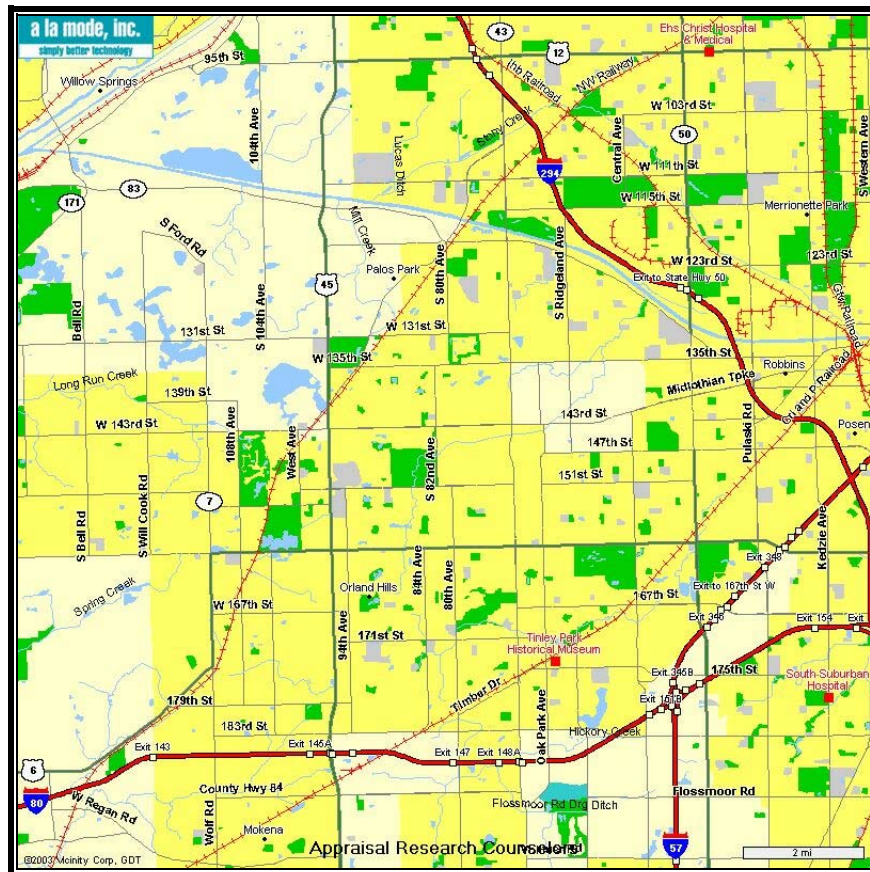 a la mode, inc.
simply better technology
43
12
Ehs Christ Hospital
& Medical
95th St
Willow Springs
Ihb Railroad
NW Railway
W 103rd St
Stony Creek
104th Ave
Lucas Ditch
Central Ave
50
S Western Ave
W 111th St
294
83
171
W 115th St
Merrionette Park
Mill Creek
S Ford Rd
W 123rd St
123rd St
Palos Park
S 80th Ave
S Ridgeland Ave
Exit to State Hwy 50
45
Bell Rd
S 104th Ave
Gtw Railroad
131st St
W 131st St
W 135th St
135th St
Robbins
Long Run Creek
139th St
Midlothian Tpke
Gri and P Railroad
143rd St
W 143rd St
108th Ave
West Ave
Pulaski Rd
Posen
147th St
S 82nd Ave
151st St
S Will Cook Rd
7
S Bell Rd
Kedzie Ave
Exit 348
84th Ave
80th Ave
Exit to 167th St W
Spring Creek
Orland Hills
167th St
W 167th St
Exit 346
Exit 154
Exit
94th Ave
171st St
Tinley Park
Historical Museum
Exit 345B
175th St
South Suburban
Hospital
179th St
Timber Dr
Exit 151B
183rd St
Oak Park Ave
Hickory Creek
Exit 143
Exit 145A
Exit 147
Exit 148A
6
80
County Hwy 84
Flossmoor Rd
W Regan Rd
Wolf Rd
Flossmoor Rd Drg Ditch
Mokena
Appraisal Research Counselors
57
2 mi
©2003 Vicinity Corp, GDT